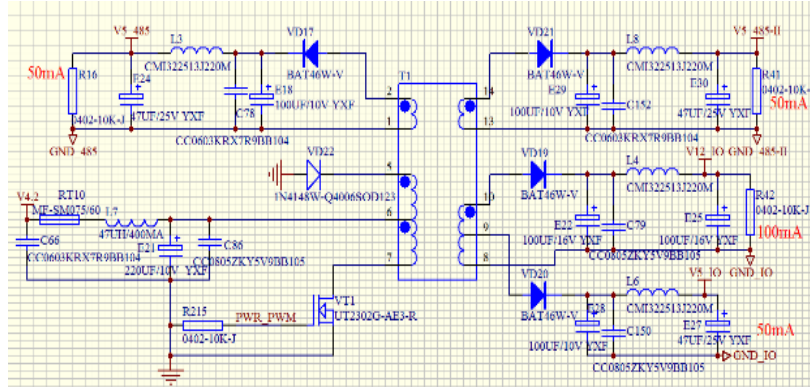 V5_485
L3
VD17
VD21
L8
V5_485-II
50mA
R16
E24
CMI322513J220M
BAT46W-V
T1
BAT46W-V
CMI322513J220M
E30
R41
E18
E29
0402-10K-J
47UF/25V YXF
C78
100UF/10V YXF
2
14
100UF/10V YXF
C152
47UF/25V YXF
0402-10K-
50mA
1
13
GND_485
CC0603KRX7R9BB104
CC0603KRX7R9BB104
GND_485-II
VD22
5
VD19
L4
V12_IO
1N4148W-Q4006SOD123
V4.2
RT10
MF-SM075/60
L7
6
10
BAT46W-V
CMI322513J220M
R42
0402-10K-J
47UH/400MA
E22
C79
E25
C66
E21
C86
9
100UF/16V YXF
100UF/16V YXF
100mA
CC0603KRX7R9BB104
CC0805ZKY5V9BB105
7
8
CC0805ZKY5V9BB105
GND_IO
220UF/10V YXF
VD20
L6
V5_IO
R215
PWR_PWM
VT1
BAT46W-V
CMI322513J220M
UT2302G-AE3-R
C150
E27
50mA
0402-10K-J
100UF/10V YXF
47UF/25V YXF
CC0805ZKY5V9BB105
GND_IO